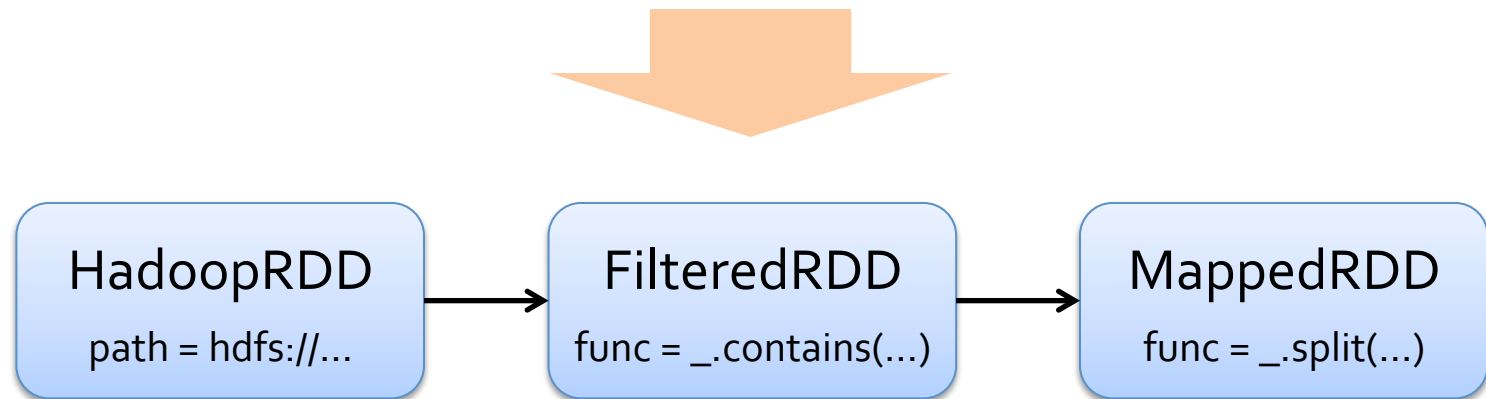 HadoopRDD
path = hdfs://...
FilteredRDD
func = _.contains(...)
MappedRDD
func = _.split(...)